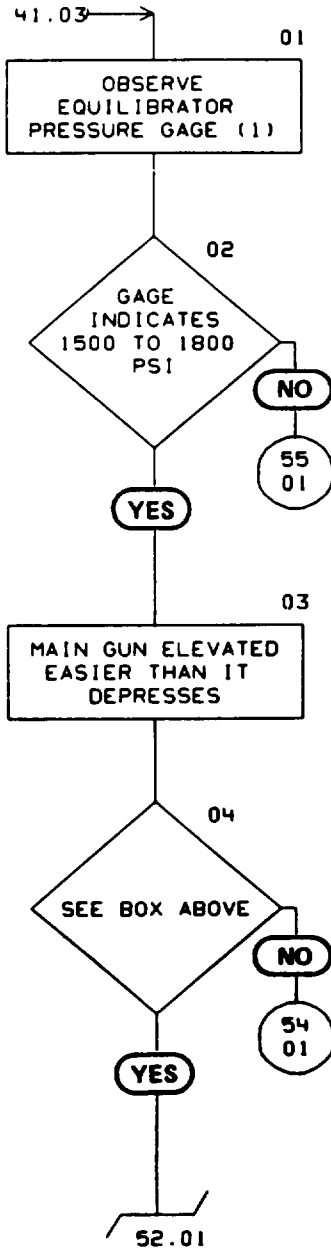 41.03
01
OBSERVE
EQUILIBRATOR
PRESSURE GAGE (1)
02
GAGE
INDICATES
1500 TO 1800
PSI
NO
55
01
YES
03
MAIN GUN ELEVATED
EASIER THAN IT
DEPRESSES
04
SEE BOX ABOVE
NO
54
01
YES
52.01